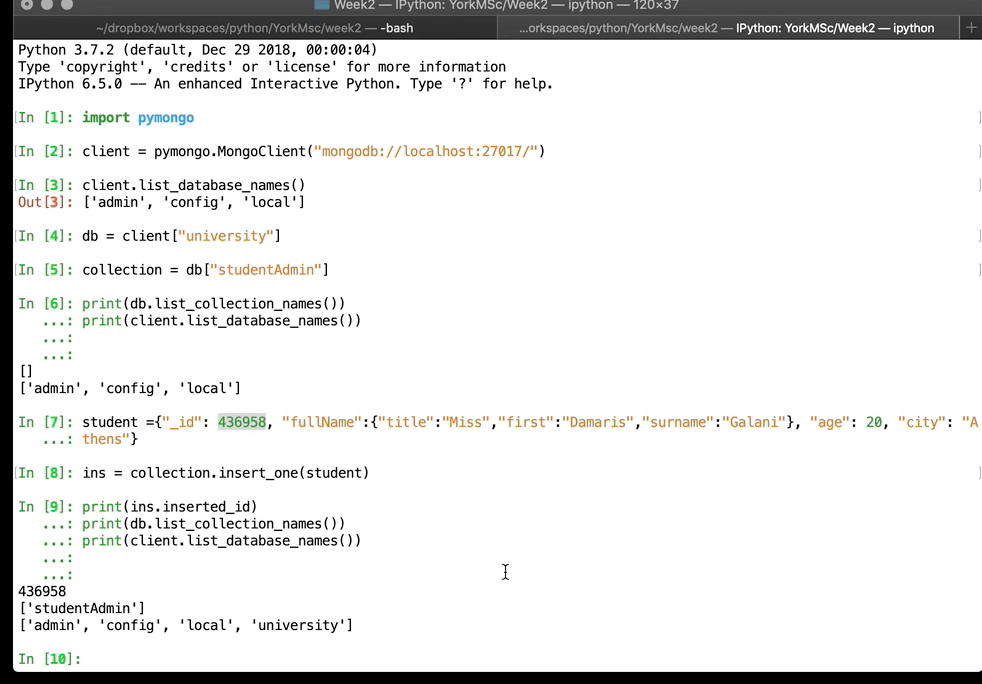 Week2 — IPython: YorkMSc/Week2 — ipython — 120×37
~/dropbox/workspaces/python/YorkMSc/week2 — -bash
...orkspaces/python/YorkMSc/week2 — IPython: YorkMSc/Week2 — ipython
+
Python 3.7.2 (default, Dec 29 2018, 00:00:04)
Type 'copyright', 'credits' or 'license' for more information
IPython 6.5.0 -- An enhanced Interactive Python. Type '?' for help.
[In [1]: import pymongo ]
[In [2]: client = pymongo.MongoClient("mongodb://localhost:27017/") ]
[In [3]: client.list_database_names() ]
Out[3]: ['admin', 'config', 'local']
[In [4]: db = client["university"] ]
[In [5]: collection = db["studentAdmin"] ]
In [6]: print(db.list_collection_names())
...: print(client.list_database_names())
...:
...:
[]
['admin', 'config', 'local']
In [7]: student ={"_id": 436958, "fullName":{"title":"Miss","first":"Damaris","surname":"Galani"}, "age": 20, "city": "A
...: thens"}
[In [8]: ins = collection.insert_one(student) ]
In [9]: print(ins.inserted_id)
...: print(db.list_collection_names())
...: print(client.list_database_names())
...:
...:
436958
['studentAdmin']
['admin', 'config', 'local', 'university']
In [10]: